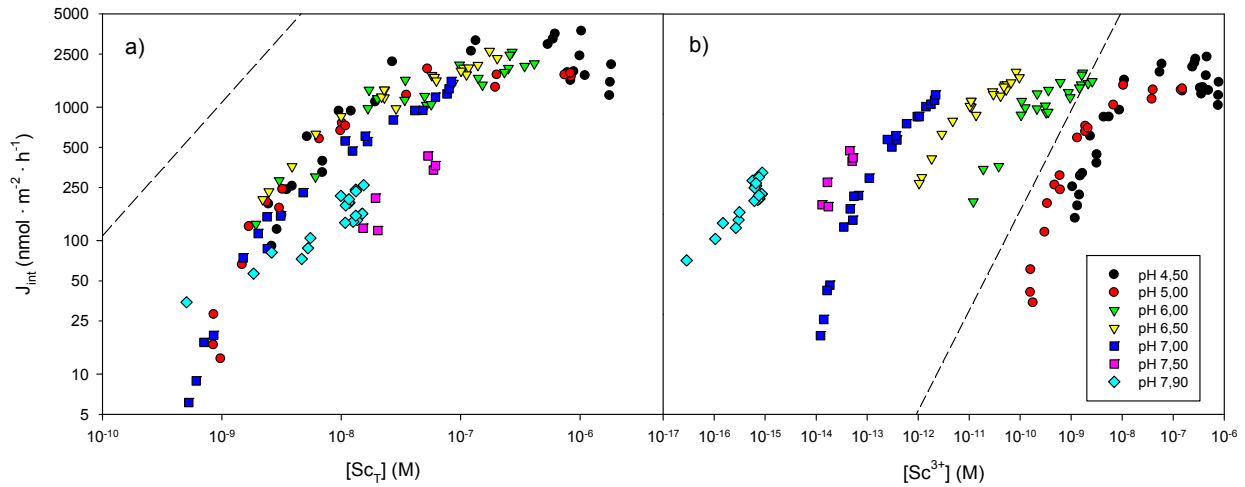 a)
b)
5000
2500
1000
500
250
100
50
25
10
5
J_int (nmol · m⁻² · h⁻¹)
10⁻¹⁰ 10⁻⁹ 10⁻⁸ 10⁻⁷ 10⁻⁶
[Sc_T] (M)
10⁻¹⁷ 10⁻¹⁶ 10⁻¹⁵ 10⁻¹⁴ 10⁻¹³ 10⁻¹² 10⁻¹¹ 10⁻¹⁰ 10⁻⁹ 10⁻⁸ 10⁻⁷ 10⁻⁶
[Sc³⁺] (M)
pH 4,50
pH 5,00
pH 6,00
pH 6,50
pH 7,00
pH 7,50
pH 7,90